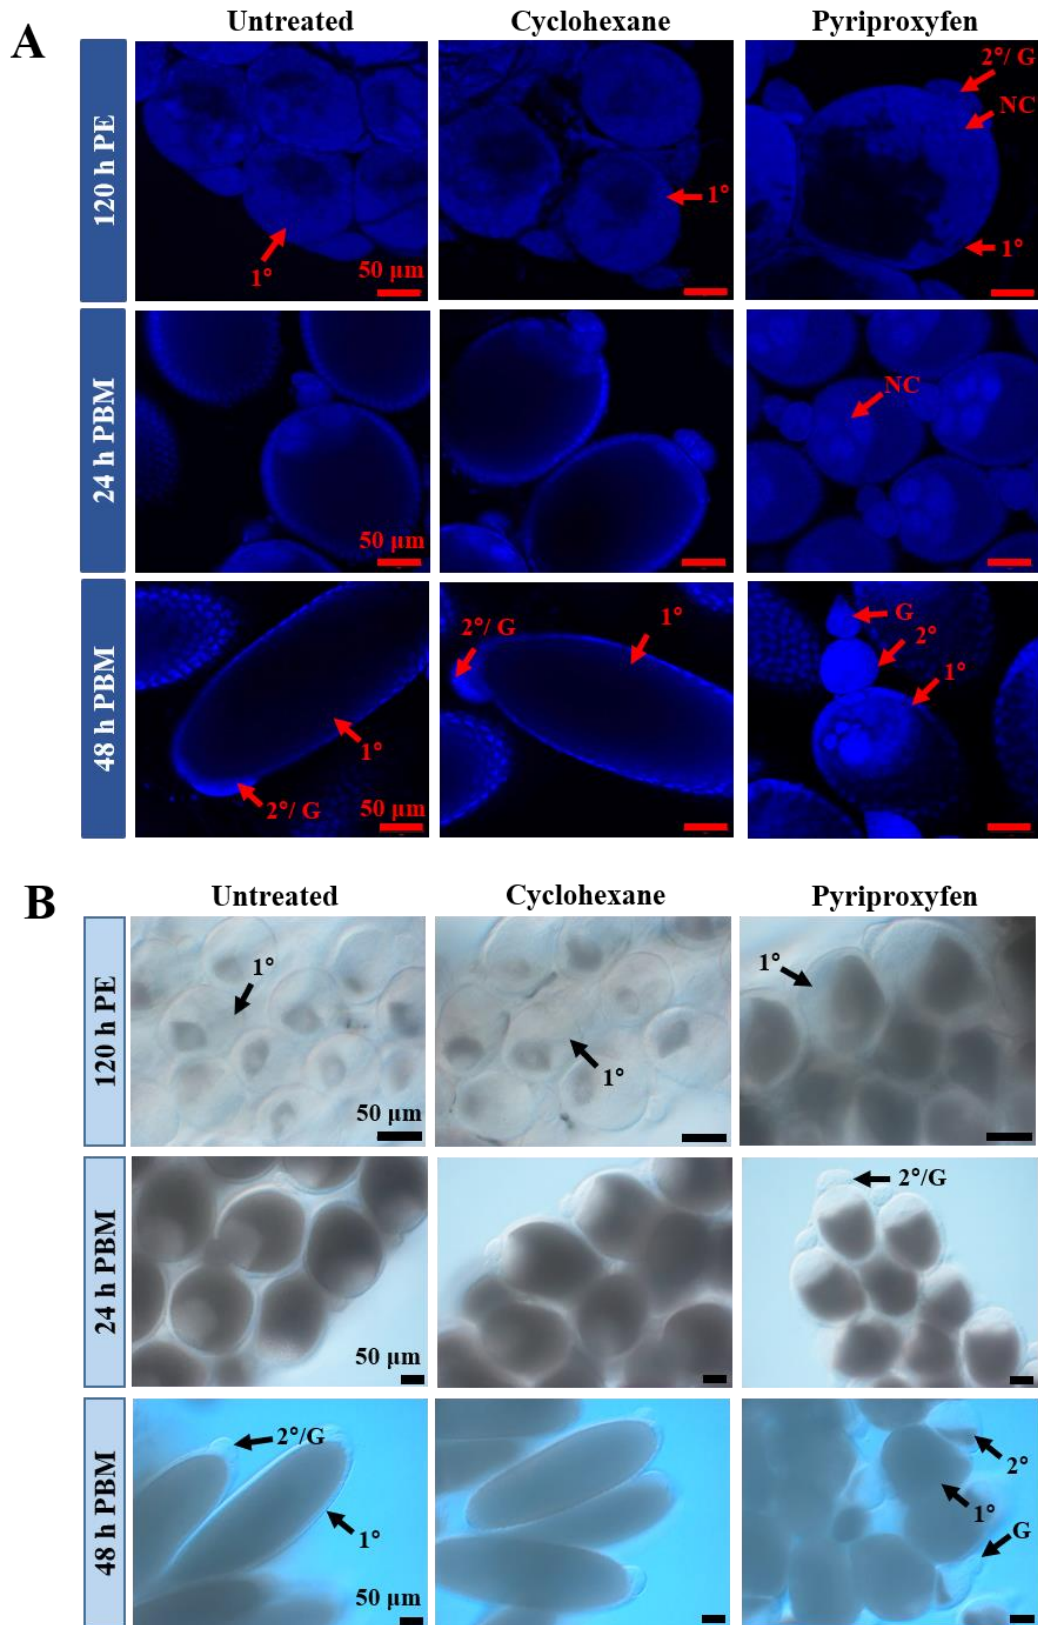 A
Untreated
Cyclohexane
Pyriproxyfen
120 h PE
1°
50 µm
1°
2°/ G
NC
1°
24 h PBM
50 µm
NC
48 h PBM
1°
2°/ G
50 µm
2°/ G
1°
G
2°
1°
B
Untreated
Cyclohexane
Pyriproxyfen
120 h PE
1°
50 µm
1°
1°
24 h PBM
50 µm
2°/G
48 h PBM
2°/G
1°
50 µm
2°
1°
G